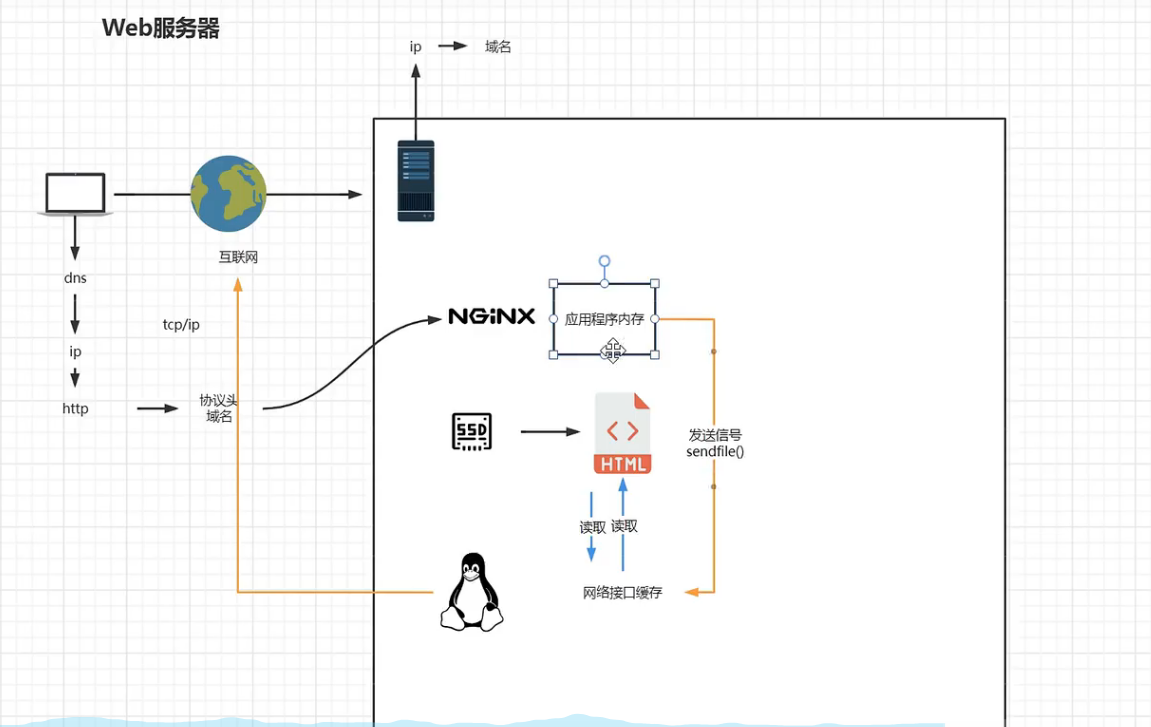 Web服务器
ip
域名
互联网
dns
tcp/ip
NGiNX
应用程序内存
ip
http
协议头
域名
SSD
HTML
发送信号
sendfile()
读取
读取
网络接口缓存